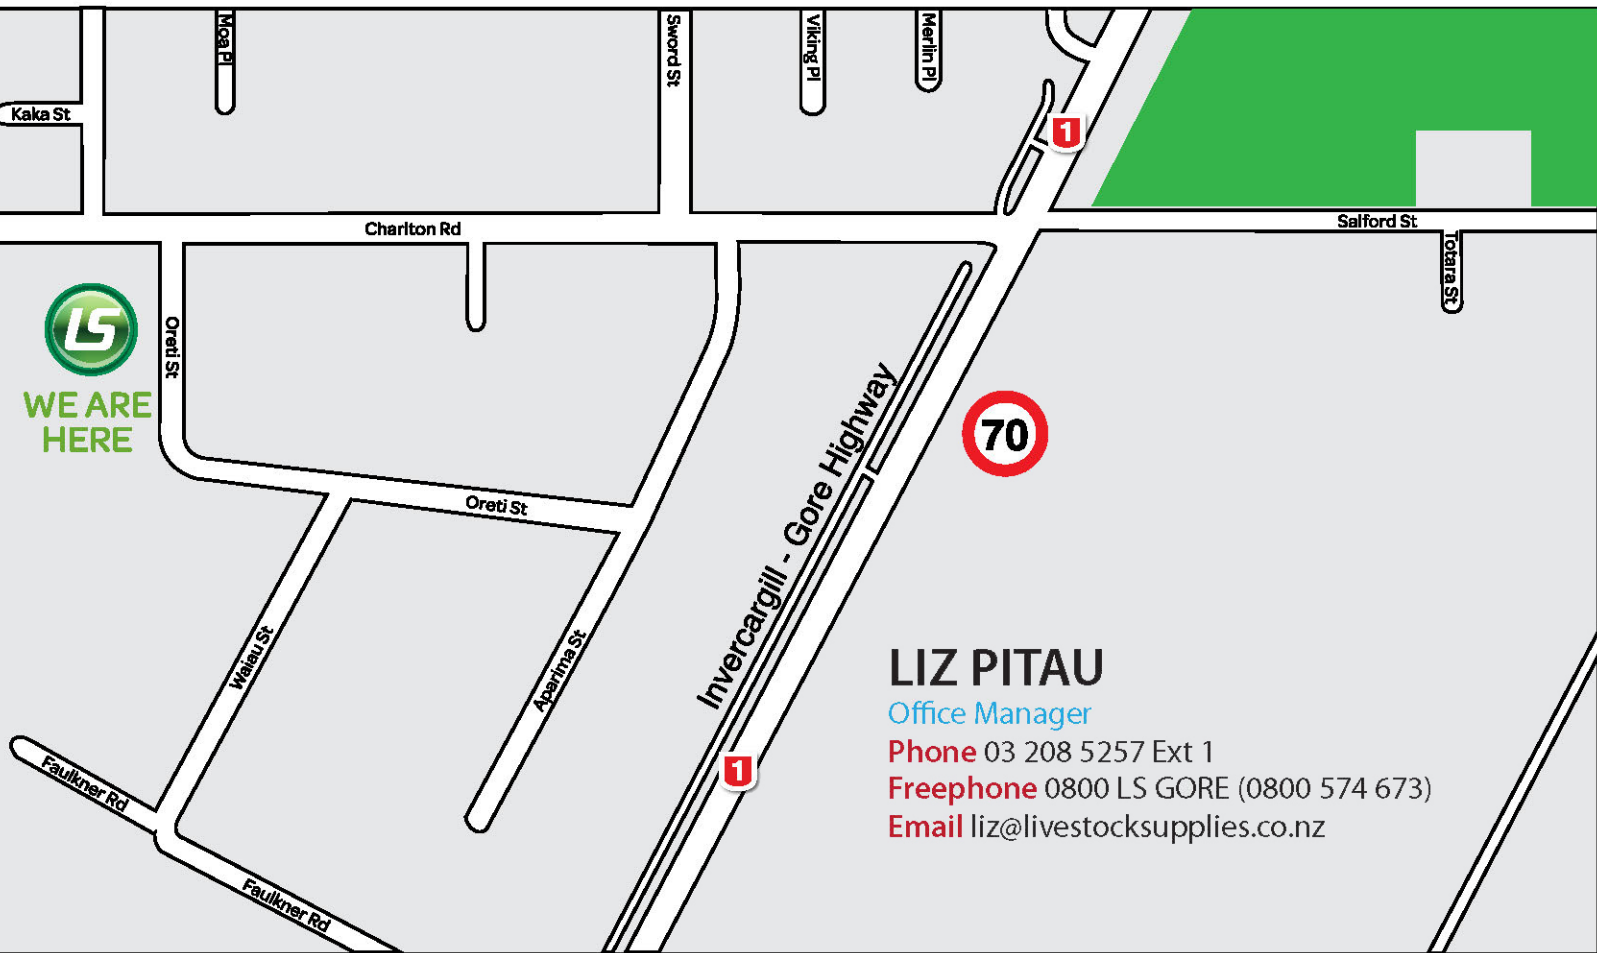 Moa Pl
Sword St
Viking Pl
Merlin Pl
Kaka St
1
Charlton Rd
Salford St
Totara St
LS
WE ARE
HERE
Oreti St
Invercargill - Gore Highway
70
Oreti St
Waiau St
Aparima St
LIZ PITAU
Office Manager
Phone 03 208 5257 Ext 1
Freephone 0800 LS GORE (0800 574 673)
Email liz@livestocksupplies.co.nz
1
Faulkner Rd
Faulkner Rd